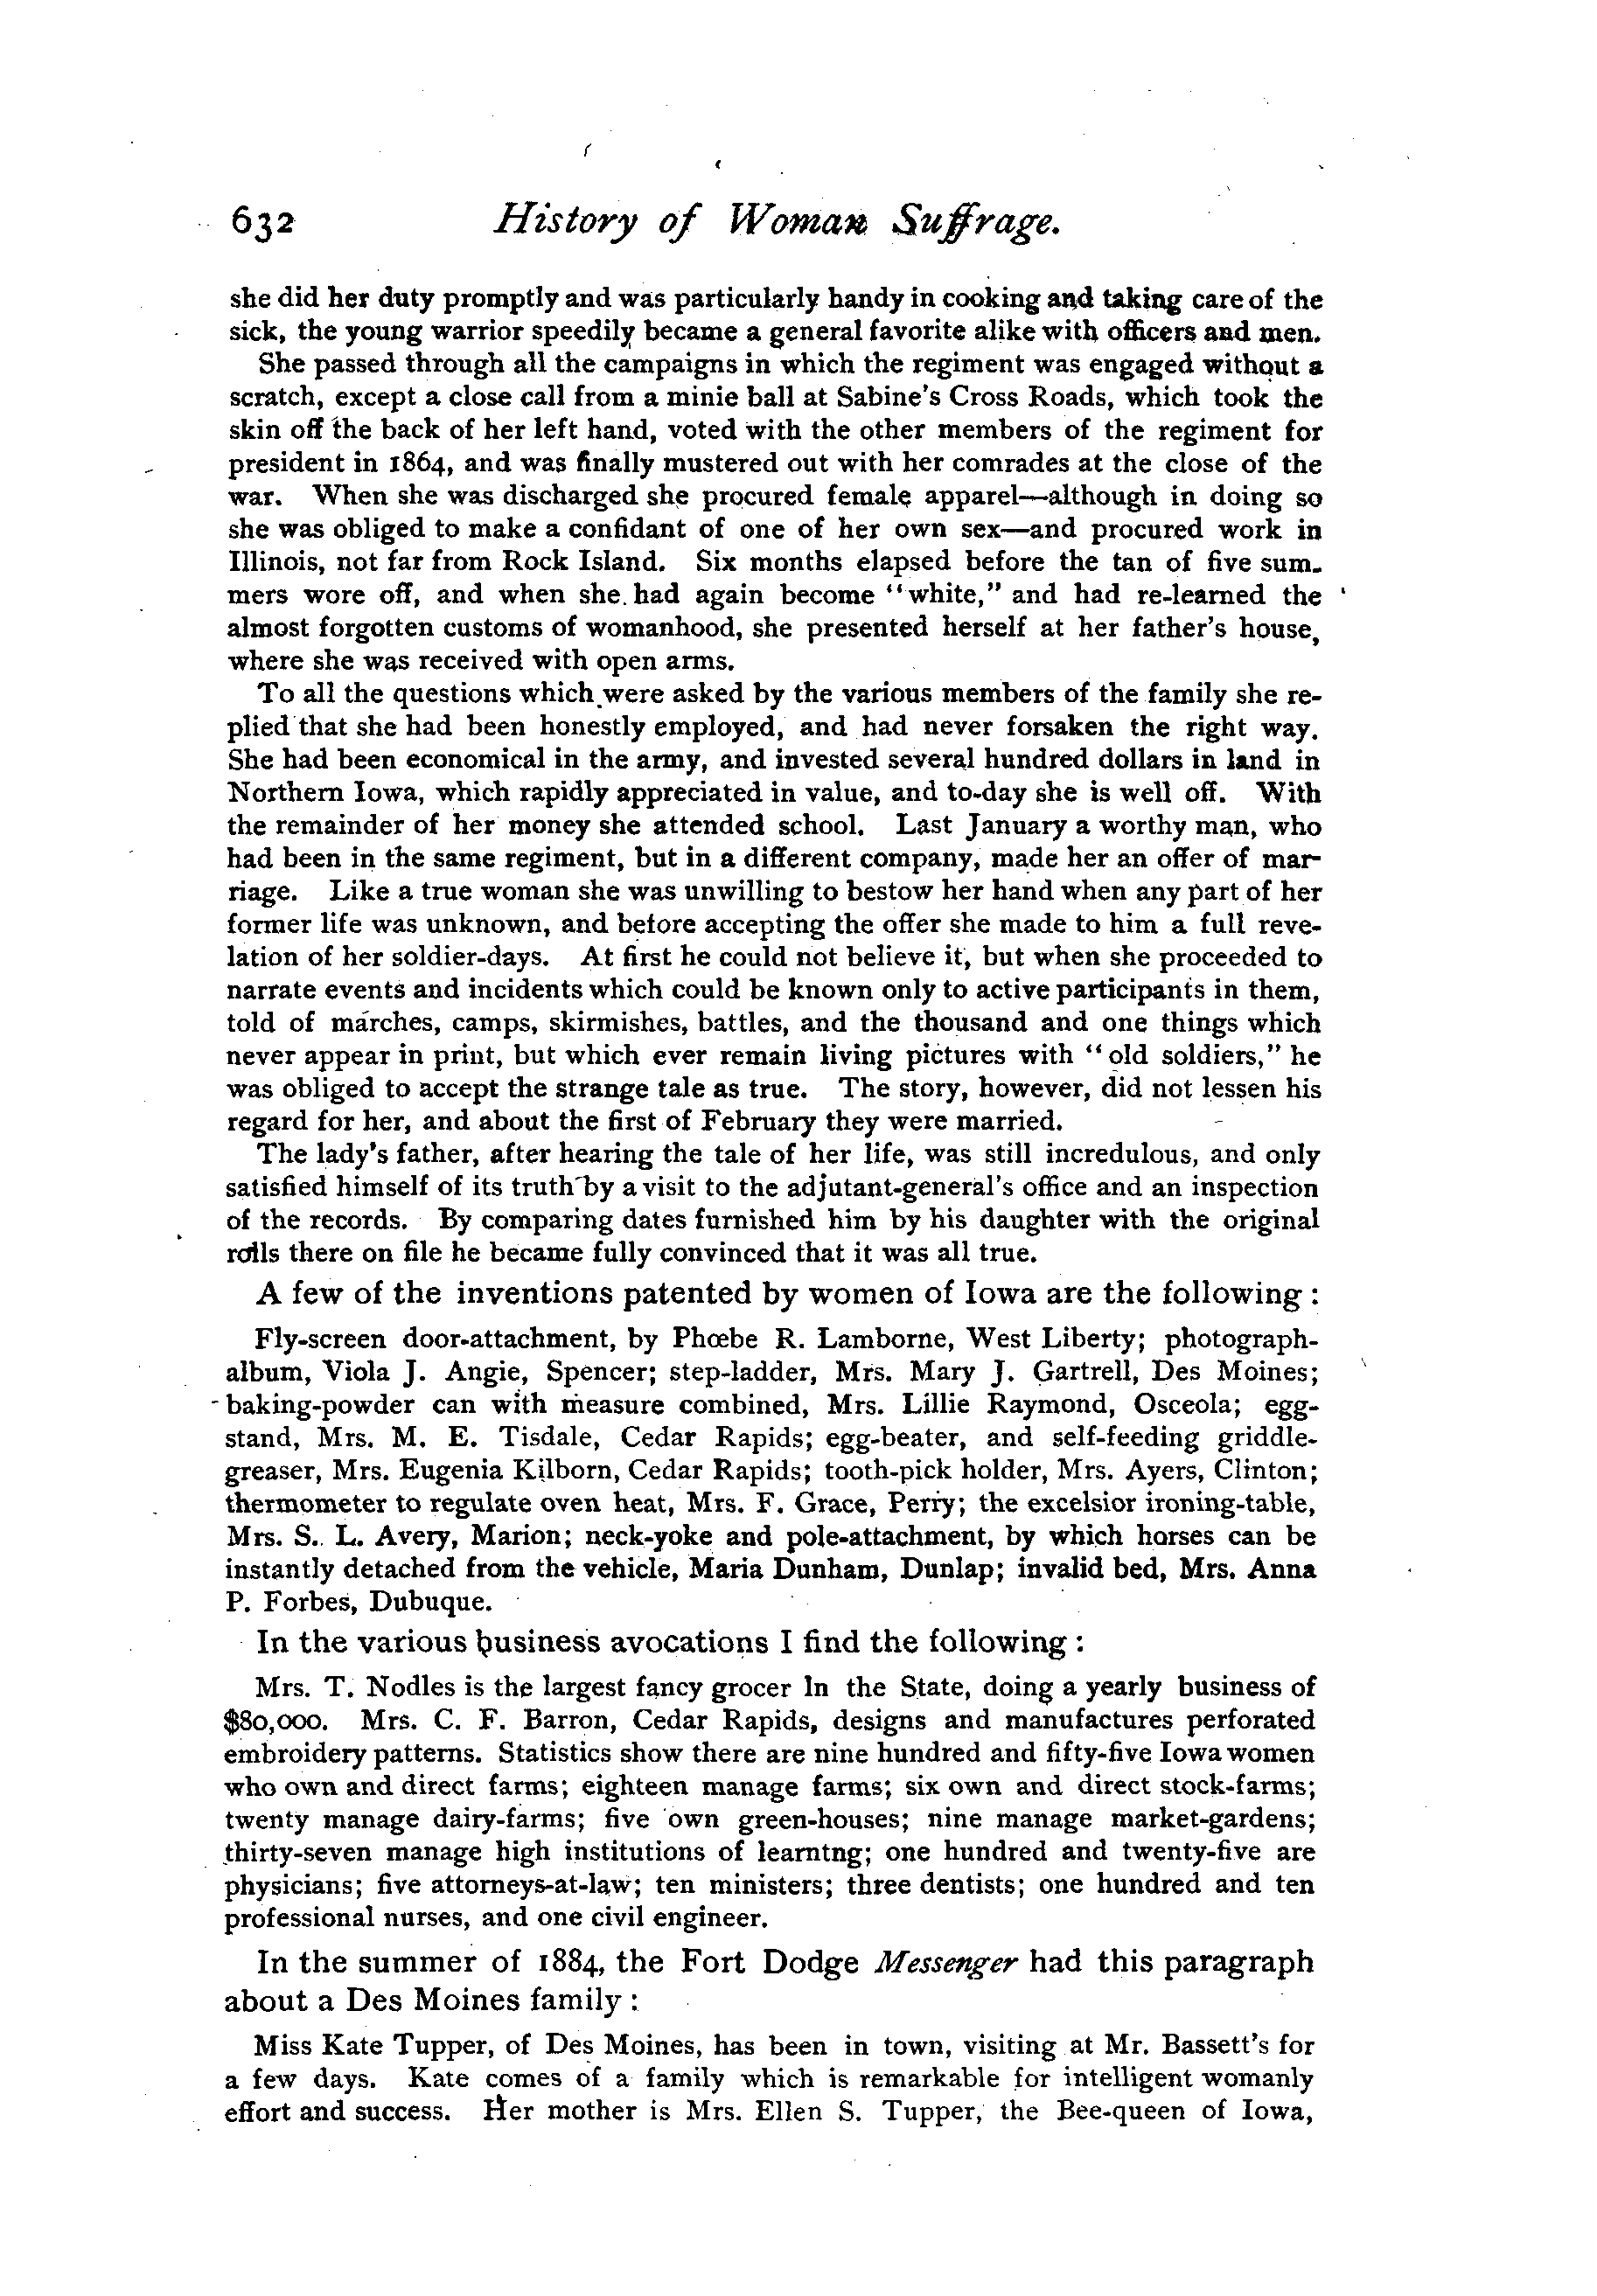 632 History of Woman Suffrage.
she did her duty promptly and was particularly handy in cooking and taking care of the
sick, the young warrior speedily became a general favorite alike with officers and men.
She passed through all the campaigns in which the regiment was engaged without a
scratch, except a close call from a minie ball at Sabine's Cross Roads, which took the
skin off the back of her left hand, voted with the other members of the regiment for
president in 1864, and was finally mustered out with her comrades at the close of the
war. When she was discharged she procured female apparel—although in doing so
she was obliged to make a confidant of one of her own sex—and procured work in
Illinois, not far from Rock Island. Six months elapsed before the tan of five sum-
mers wore off, and when she had again become "white," and had re-learned the
almost forgotten customs of womanhood, she presented herself at her father's house,
where she was received with open arms.
To all the questions which were asked by the various members of the family she re-
plied that she had been honestly employed, and had never forsaken the right way.
She had been economical in the army, and invested several hundred dollars in land in
Northern Iowa, which rapidly appreciated in value, and to-day she is well off. With
the remainder of her money she attended school. Last January a worthy man, who
had been in the same regiment, but in a different company, made her an offer of mar-
riage. Like a true woman she was unwilling to bestow her hand when any part of her
former life was unknown, and before accepting the offer she made to him a full reve-
lation of her soldier-days. At first he could not believe it, but when she proceeded to
narrate events and incidents which could be known only to active participants in them,
told of marches, camps, skirmishes, battles, and the thousand and one things which
never appear in print, but which ever remain living pictures with "old soldiers," he
was obliged to accept the strange tale as true. The story, however, did not lessen his
regard for her, and about the first of February they were married.
The lady's father, after hearing the tale of her life, was still incredulous, and only
satisfied himself of its truth by a visit to the adjutant-general's office and an inspection
of the records. By comparing dates furnished him by his daughter with the original
rolls there on file he became fully convinced that it was all true.
A few of the inventions patented by women of Iowa are the following :
Fly-screen door-attachment, by Phœbe R. Lamborne, West Liberty; photograph-
album, Viola J. Angie, Spencer; step-ladder, Mrs. Mary J. Gartrell, Des Moines;
baking-powder can with measure combined, Mrs. Lillie Raymond, Osceola; egg-
stand, Mrs. M. E. Tisdale, Cedar Rapids; egg-beater, and self-feeding griddle-
greaser, Mrs. Eugenia Kilborn, Cedar Rapids; tooth-pick holder, Mrs. Ayers, Clinton;
thermometer to regulate oven heat, Mrs. F. Grace, Perry; the excelsior ironing-table,
Mrs. S. L. Avery, Marion; neck-yoke and pole-attachment, by which horses can be
instantly detached from the vehicle, Maria Dunham, Dunlap; invalid bed, Mrs. Anna
P. Forbes, Dubuque.
In the various business avocations I find the following :
Mrs. T. Nodles is the largest fancy grocer ln the State, doing a yearly business of
$80,000. Mrs. C. F. Barron, Cedar Rapids, designs and manufactures perforated
embroidery patterns. Statistics show there are nine hundred and fifty-five Iowa women
who own and direct farms; eighteen manage farms; six own and direct stock-farms;
twenty manage dairy-farms; five own green-houses; nine manage market-gardens;
thirty-seven manage high institutions of learntng; one hundred and twenty-five are
physicians; five attorneys-at-law; ten ministers; three dentists; one hundred and ten
professional nurses, and one civil engineer.
In the summer of 1884, the Fort Dodge Messenger had this paragraph
about a Des Moines family :
Miss Kate Tupper, of Des Moines, has been in town, visiting at Mr. Bassett's for
a few days. Kate comes of a family which is remarkable for intelligent womanly
effort and success. Her mother is Mrs. Ellen S. Tupper, the Bee-queen of Iowa,